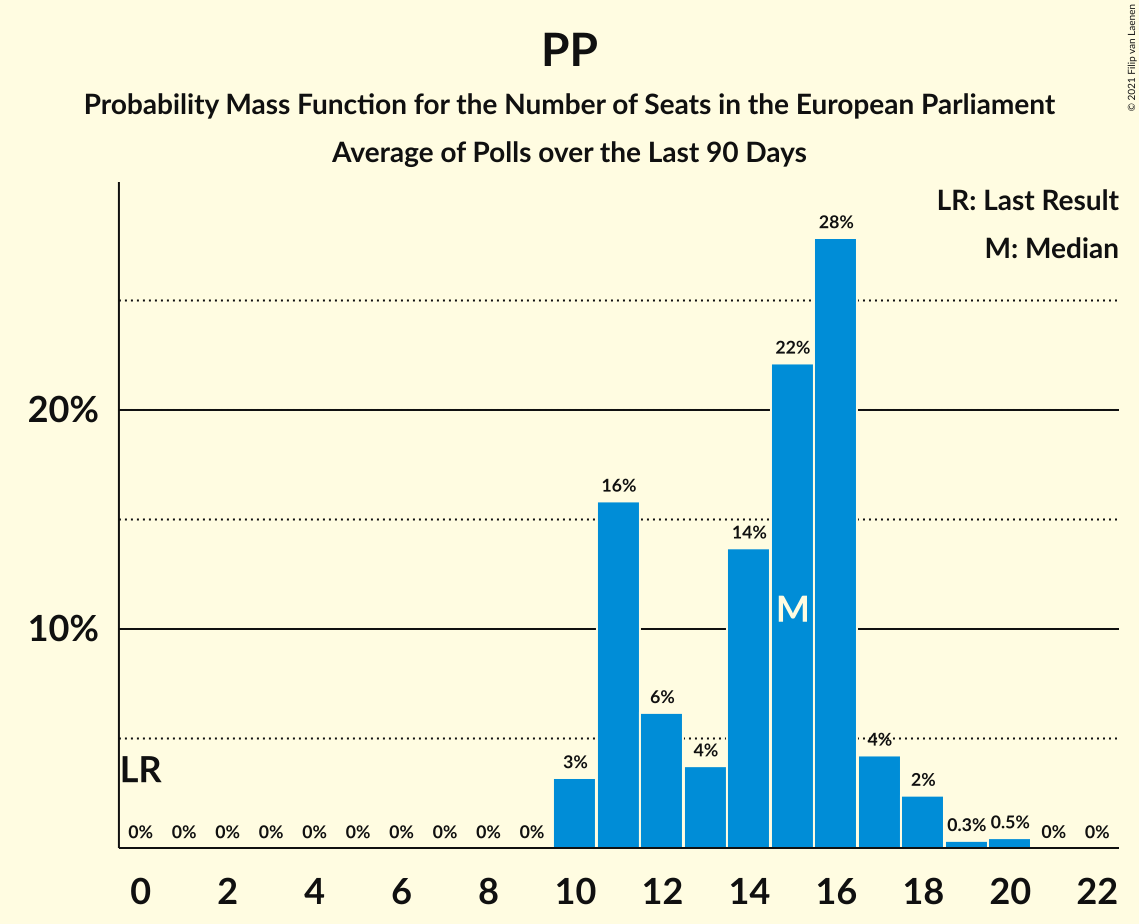 PP
Probability Mass Function for the Number of Seats in the European Parliament
Average of Polls over the Last 90 Days
© 2021 Filip van Laenen
LR: Last Result
M: Median
28%
22%
20%
16%
14%
M
10%
6%
4%
4%
3%
2%
LR
0% 0% 0% 0% 0% 0% 0% 0% 0% 0% 0.3% 0.5% 0% 0%
0 2 4 6 8 10 12 14 16 18 20 22